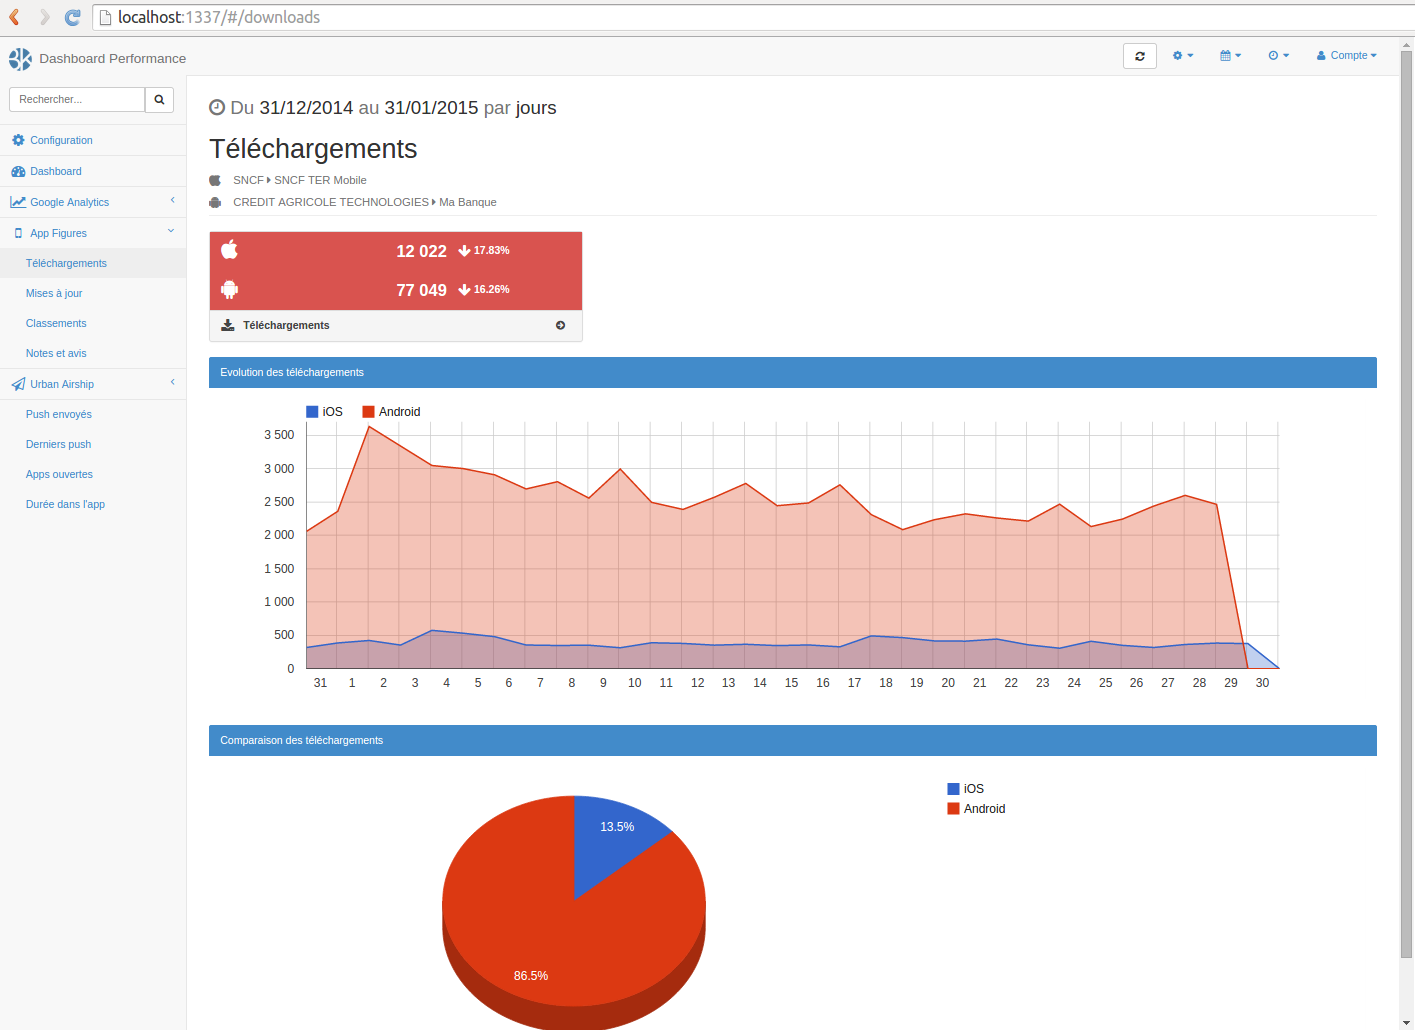 localhost:1337/#/downloads
Dashboard Performance
Compte
Rechercher...
Configuration
Dashboard
Google Analytics
App Figures
Téléchargements
Mises à jour
Classements
Notes et avis
Urban Airship
Push envoyés
Derniers push
Apps ouvertes
Durée dans l'app
Du 31/12/2014 au 31/01/2015 par jours
Téléchargements
SNCF SNCF TER Mobile
CREDIT AGRICOLE TECHNOLOGIES Ma Banque
12 022 17.83%
77 049 16.26%
Téléchargements
Evolution des téléchargements
iOS Android
3 500
3 000
2 500
2 000
1 500
1 000
500
0
31 1 2 3 4 5 6 7 8 9 10 11 12 13 14 15 16 17 18 19 20 21 22 23 24 25 26 27 28 29 30
Comparaison des téléchargements
iOS
Android
13.5%
86.5%